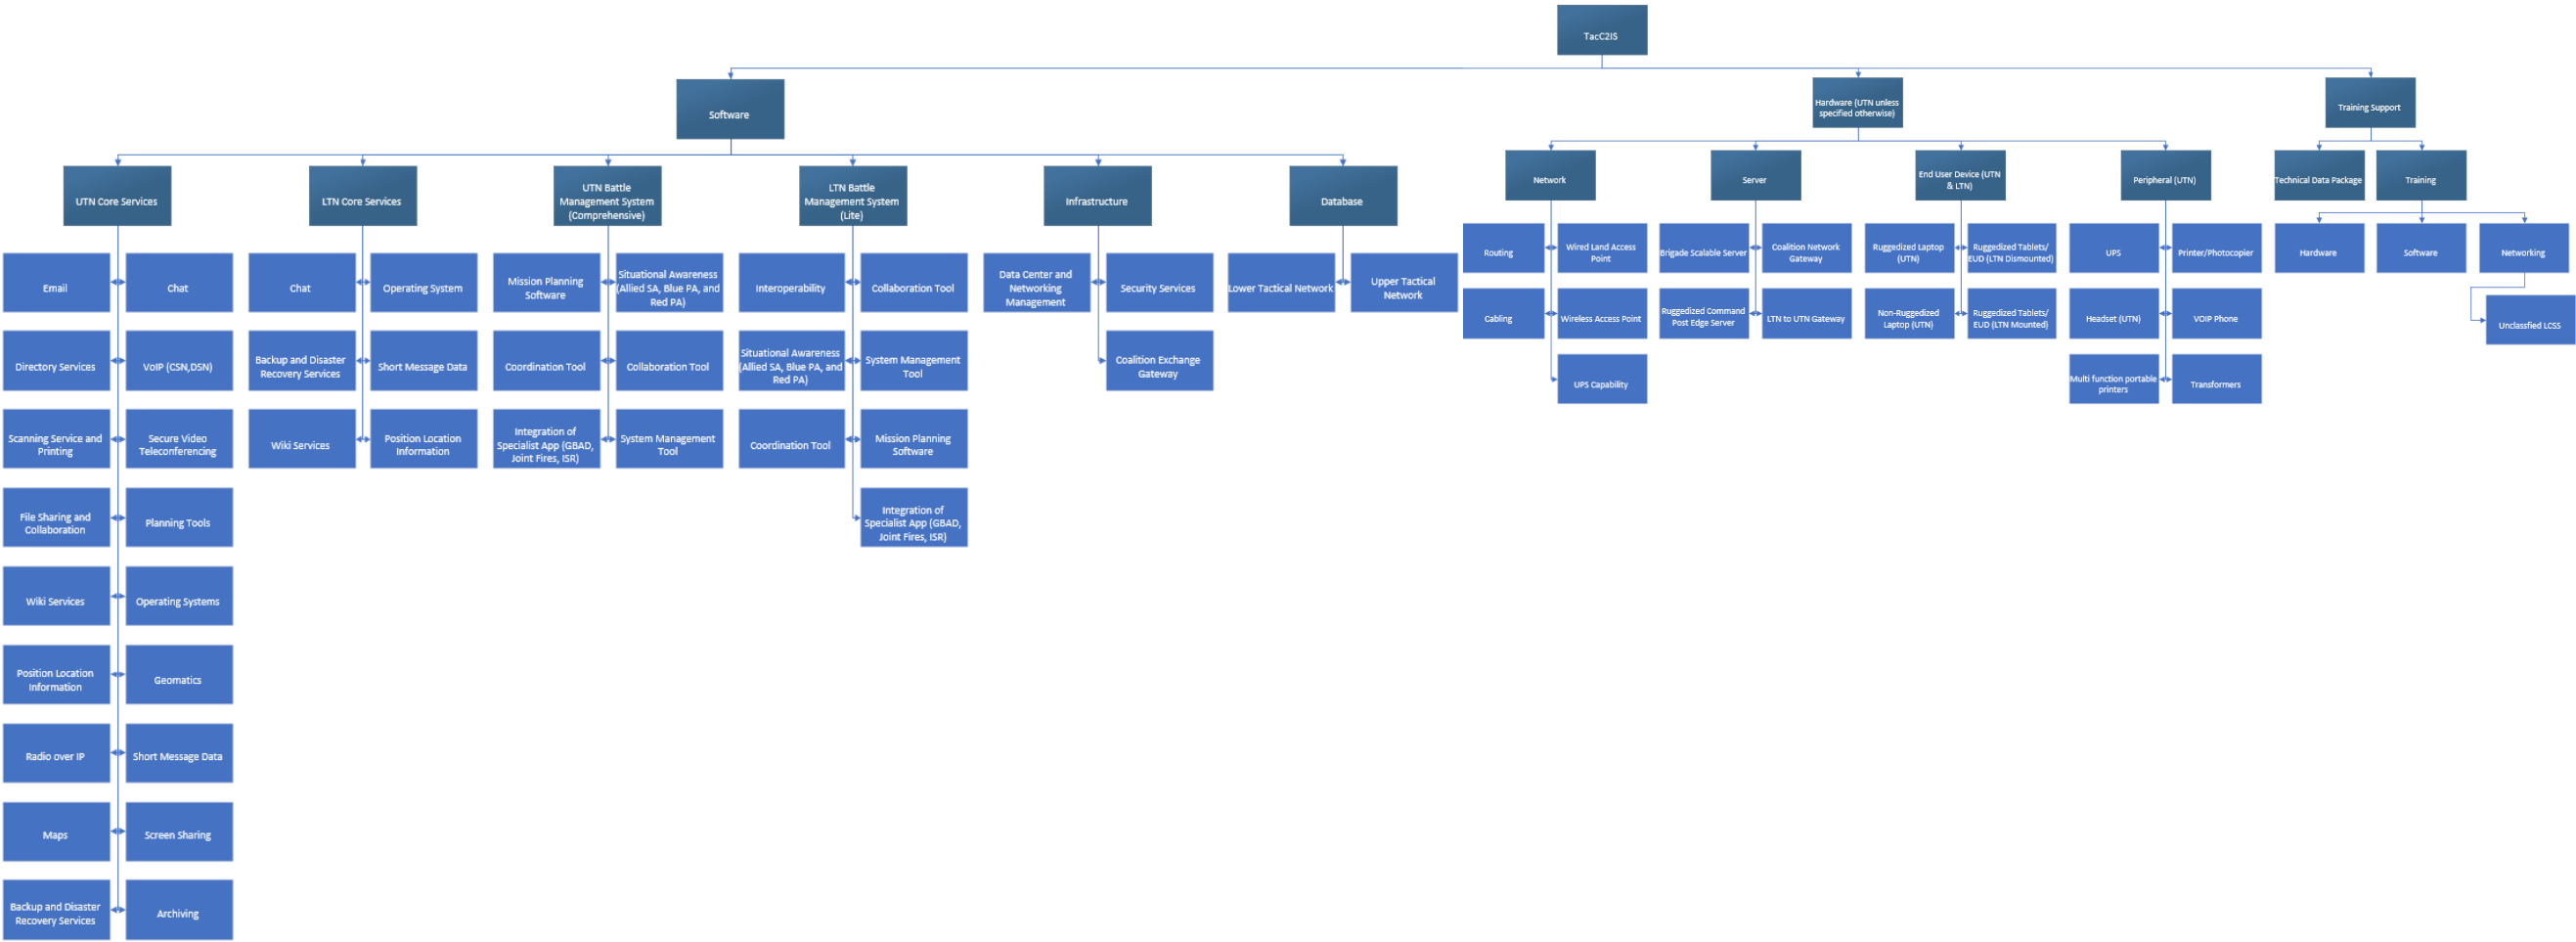 TacC2IS
Software
Hardware (UTN unless
specified otherwise)
Training Support
UTN Core Services
LTN Core Services
UTN Battle
Management System
(Comprehensive)
LTN Battle
Management System
(Lite)
Infrastructure
Database
Network
Server
End User Device (UTN
& LTN)
Peripheral (UTN)
Technical Data Package
Training
Email
Chat
Directory Services
VoIP (CSN,DSN)
Scanning Service and
Printing
Secure Video
Teleconferencing
File Sharing and
Collaboration
Planning Tools
Wiki Services
Operating Systems
Position Location
Information
Geomatics
Radio over IP
Short Message Data
Maps
Screen Sharing
Backup and Disaster
Recovery Services
Archiving
Chat
Operating System
Backup and Disaster
Recovery Services
Short Message Data
Wiki Services
Position Location
Information
Mission Planning
Software
Situational Awareness
(Allied SA, Blue PA, and
Red PA)
Coordination Tool
Collaboration Tool
Integration of
Specialist App (GBAD,
Joint Fires, ISR)
System Management
Tool
Interoperability
Collaboration Tool
Situational Awareness
(Allied SA, Blue PA, and
Red PA)
System Management
Tool
Coordination Tool
Mission Planning
Software
Integration of
Specialist App (GBAD,
Joint Fires, ISR)
Data Center and
Networking
Management
Security Services
Coalition Exchange
Gateway
Lower Tactical Network
Upper Tactical
Network
Routing
Wired Land Access
Point
Cabling
Wireless Access Point
UPS Capability
Brigade Scalable Server
Coalition Network
Gateway
Ruggedized Command
Post Edge Server
LTN to UTN Gateway
Ruggedized Laptop
(UTN)
Ruggedized Tablets/
EUD (LTN Dismounted)
Non-Ruggedized
Laptop (UTN)
Ruggedized Tablets/
EUD (LTN Mounted)
UPS
Printer/Photocopier
Headset (UTN)
VOIP Phone
Multi function portable
printers
Transformers
Hardware
Software
Networking
Unclassfied LCSS